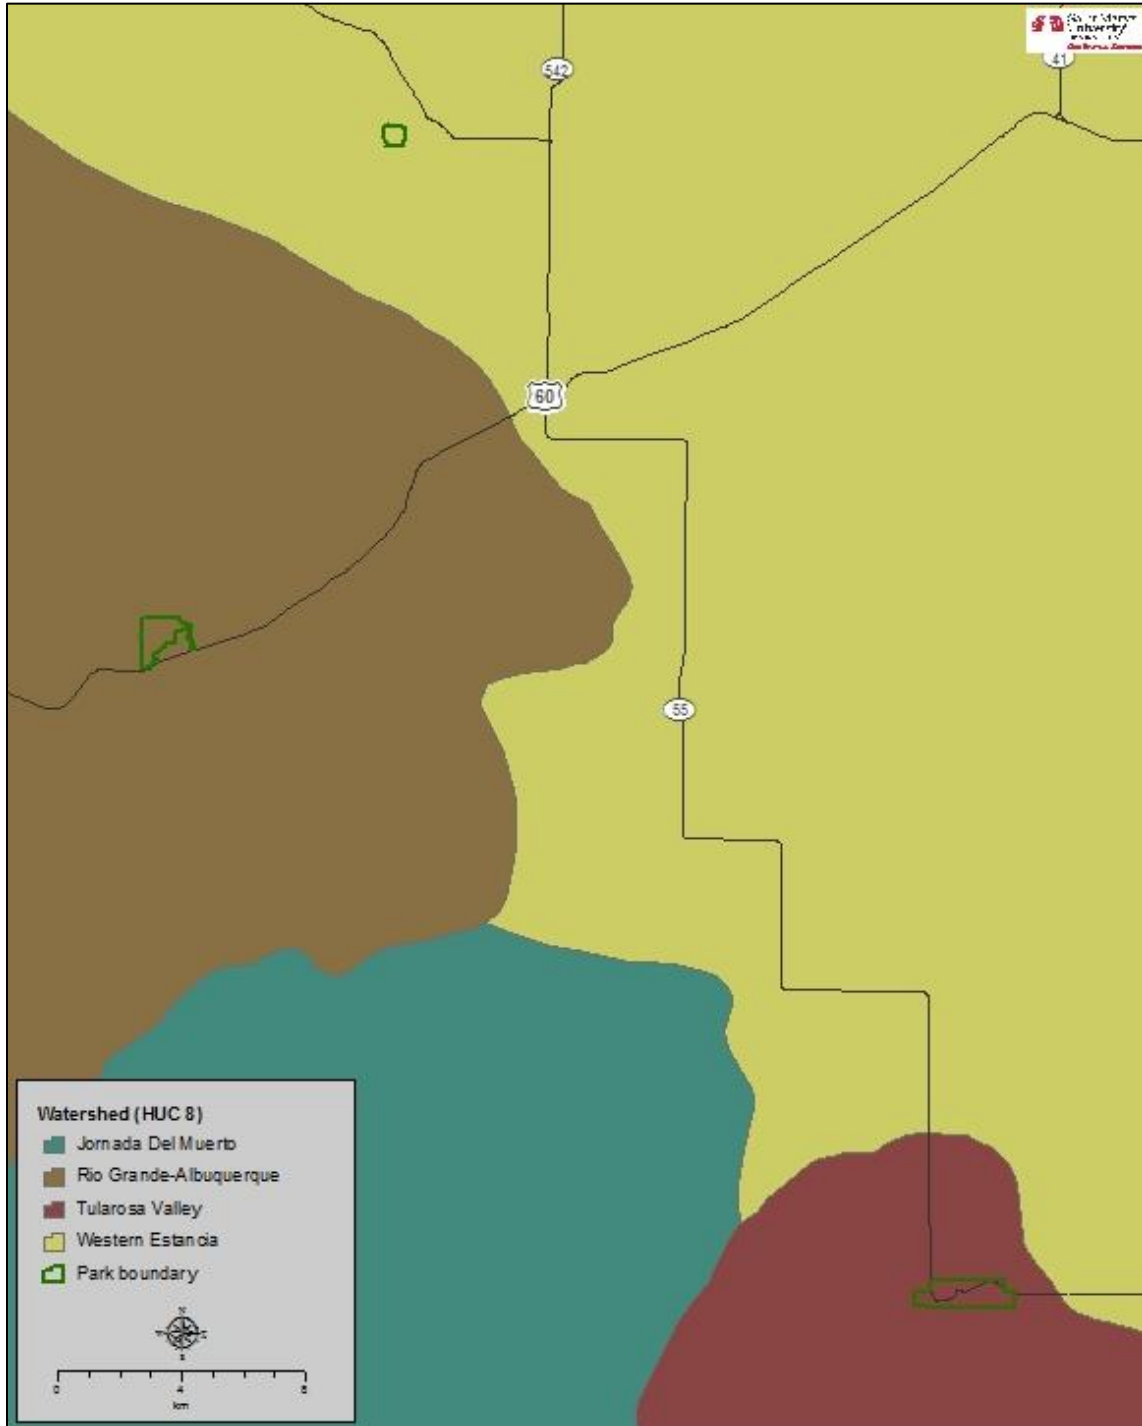 University
542
41
60
55
Watershed (HUC 8)
Jornada Del Muerto
Rio Grande-Albuquerque
Tularosa Valley
Western Estancia
Park boundary
N
0 4 8
km